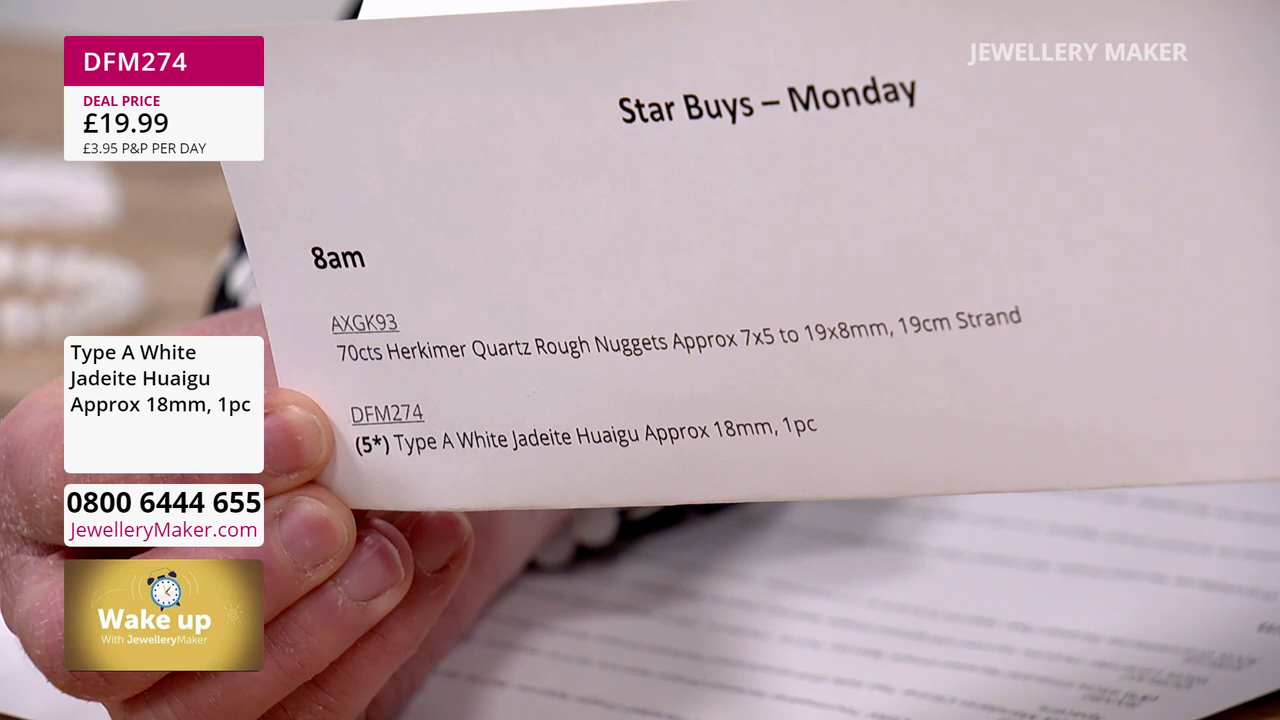 DFM274
DEAL PRICE
£19.99
£3.95 P&P PER DAY
JEWELLERY MAKER
Star Buys – Monday
8am
AXGK93
70cts Herkimer Quartz Rough Nuggets Approx 7x5 to 19x8mm, 19cm Strand
DFM274
(5*) Type A White Jadeite Huaigu Approx 18mm, 1pc
Type A White
Jadeite Huaigu
Approx 18mm, 1pc
0800 6444 655
JewelleryMaker.com
Wake up
With JewelleryMaker